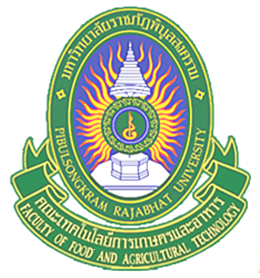 มหาวิทยาลัยราชภัฏพิบูลสงคราม
PIBULSONGKRAM RAJABHAT UNIVERSITY
คณะเทคโนโลยีการเกษตรและอาหาร
FACULTY OF FOOD AND AGRICULTURAL TECHNOLOGY